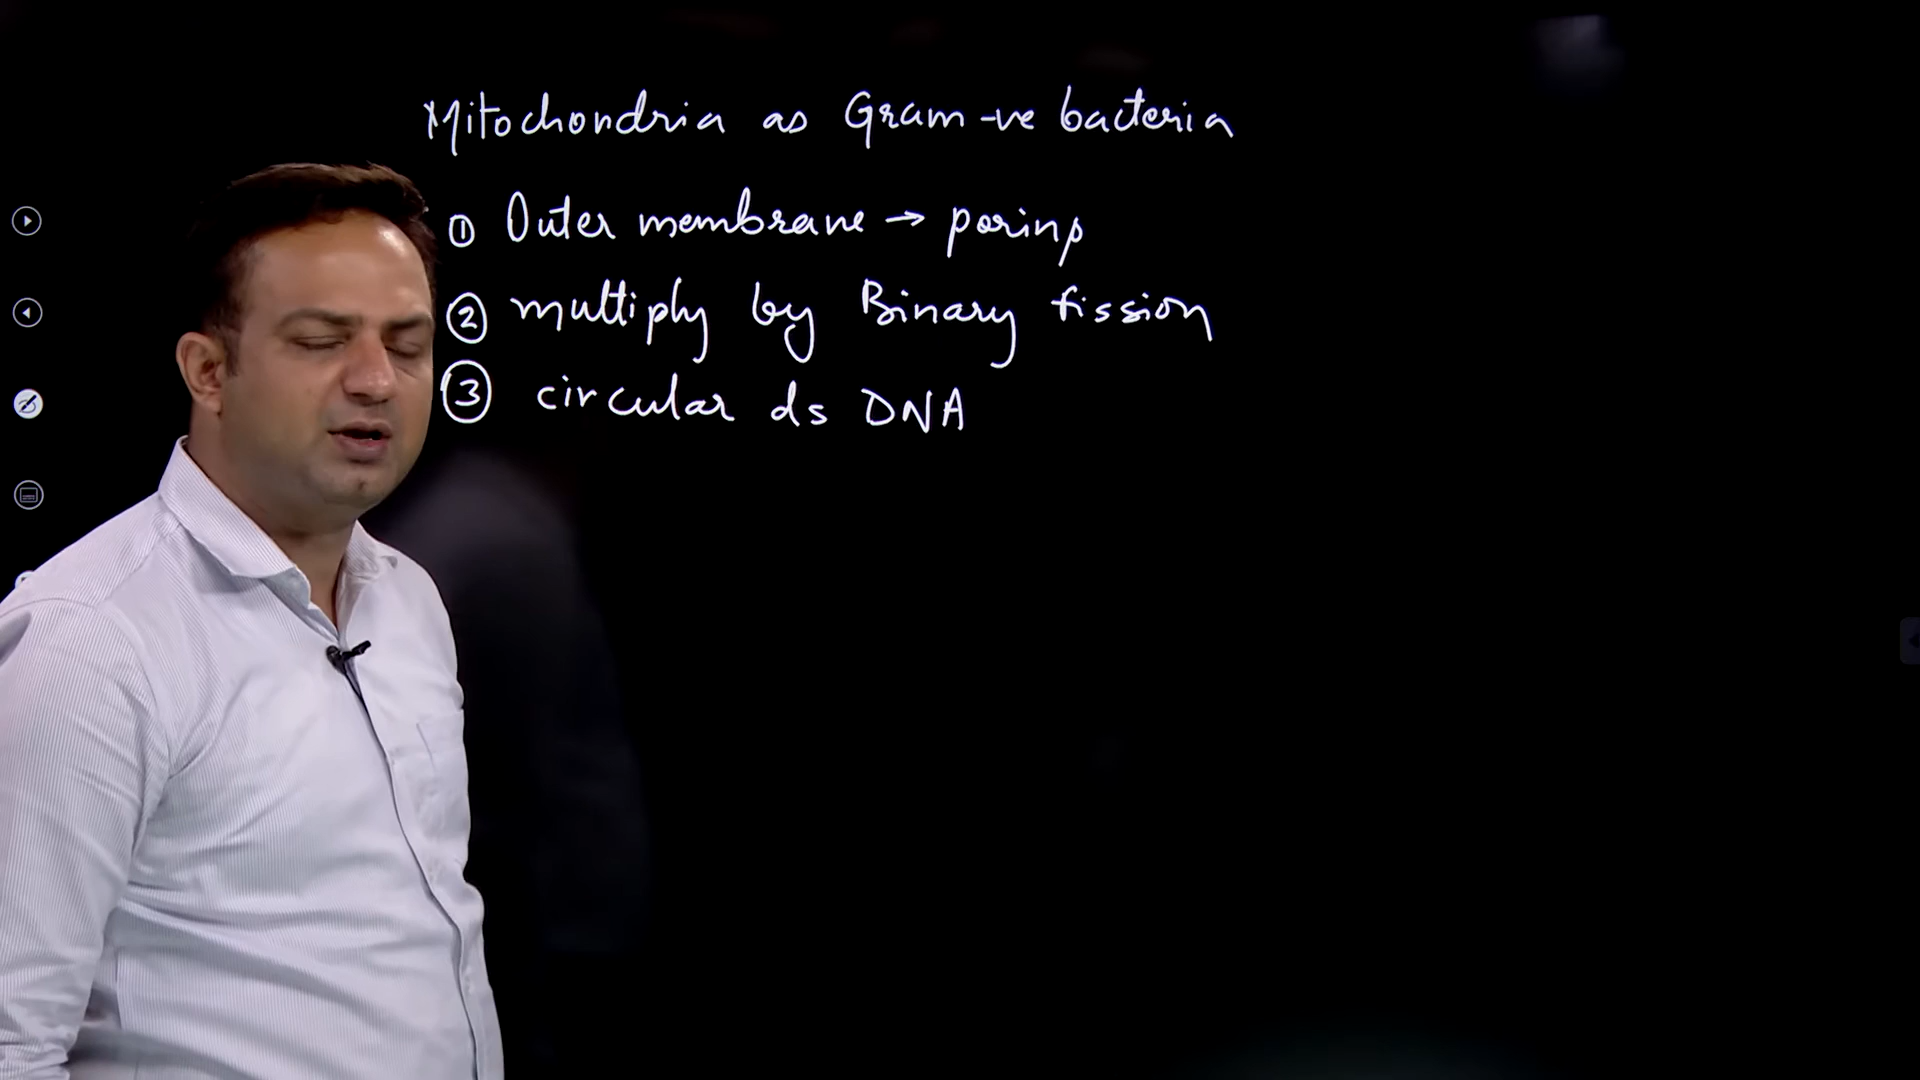 Mitochondria as Gram -ve bacteria
① Outer membrane → porins
② multiply by Binary fission
③ circular ds DNA